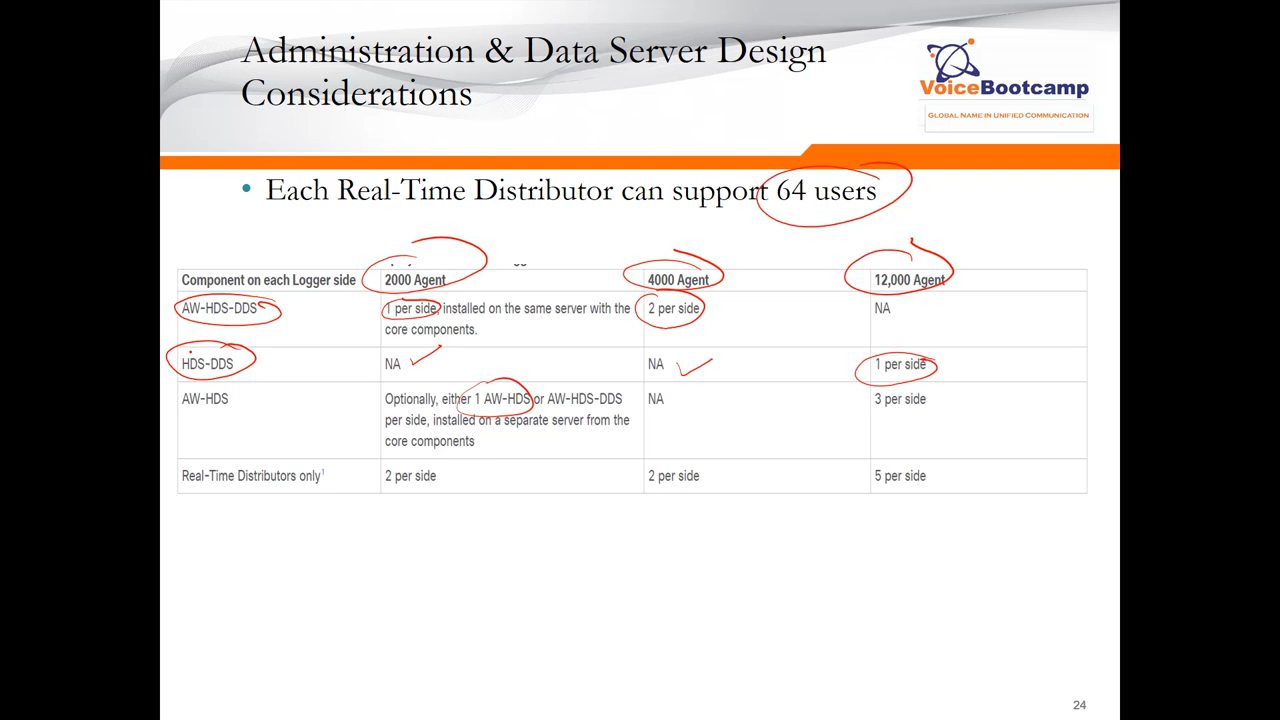 Administration & Data Server Design
Considerations
VoiceBootcamp
GLOBAL NAME IN UNIFIED COMMUNICATION
• Each Real-Time Distributor can support 64 users
Component on each Logger side 2000 Agent 4000 Agent 12,000 Agent
AW-HDS-DDS 1 per side, installed on the same server with the 2 per side NA
core components.
HDS-DDS NA NA 1 per side
AW-HDS Optionally, either 1 AW-HDS or AW-HDS-DDS NA 3 per side
per side, installed on a separate server from the
core components
Real-Time Distributors only1 2 per side 2 per side 5 per side
24